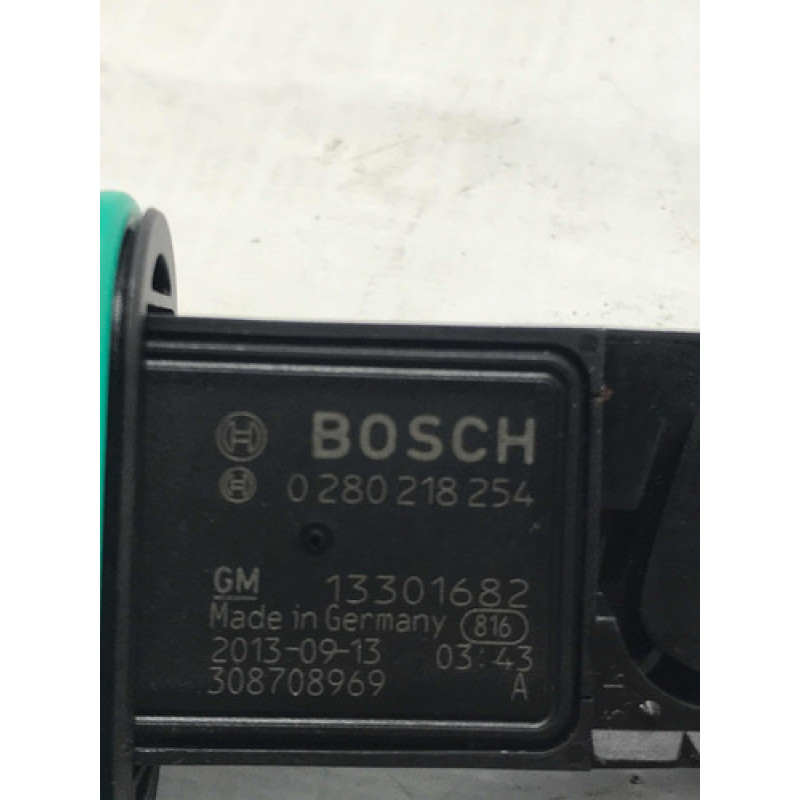 BOSCH
0 280 218 254
GM 13301682
Made in Germany 816
2013-09-13 03:43
308708969 A